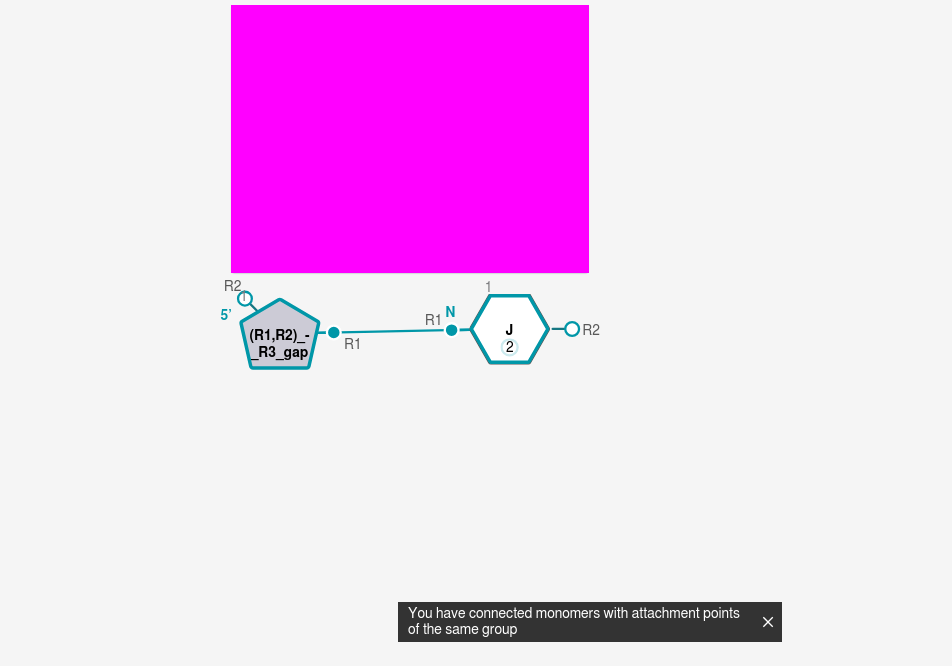 R2
1
5’
(R1,R2)_-
_R3_gap
R1
R1
N
1
J
2
R2
You have connected monomers with attachment points
of the same group